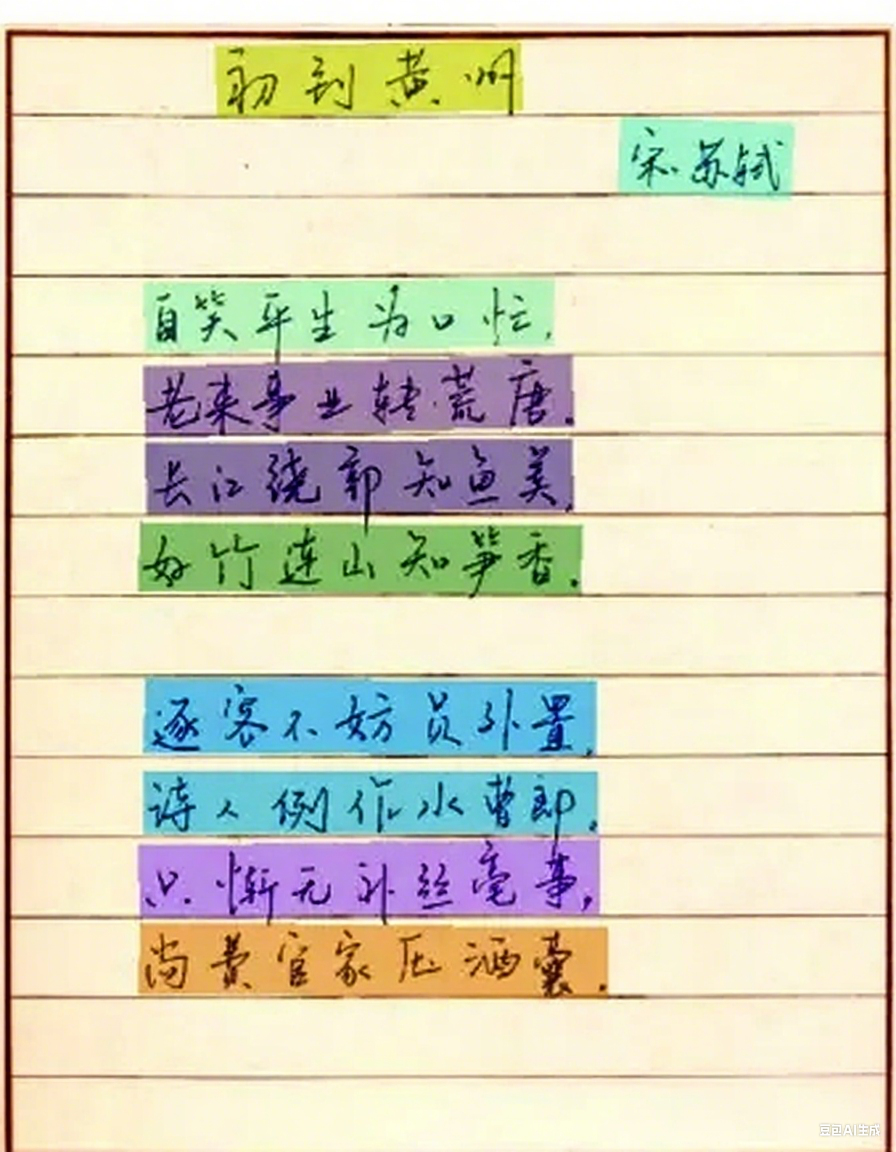 初到黄州
宋.苏轼
自笑平生为口忙,
老来事业转荒唐.
长江绕郭知鱼美,
好竹连山知笋香.
逐客不妨员外置,
诗人例作水曹郎.
只惭无补丝毫事,
尚费官家压酒囊.
豆包AI生成